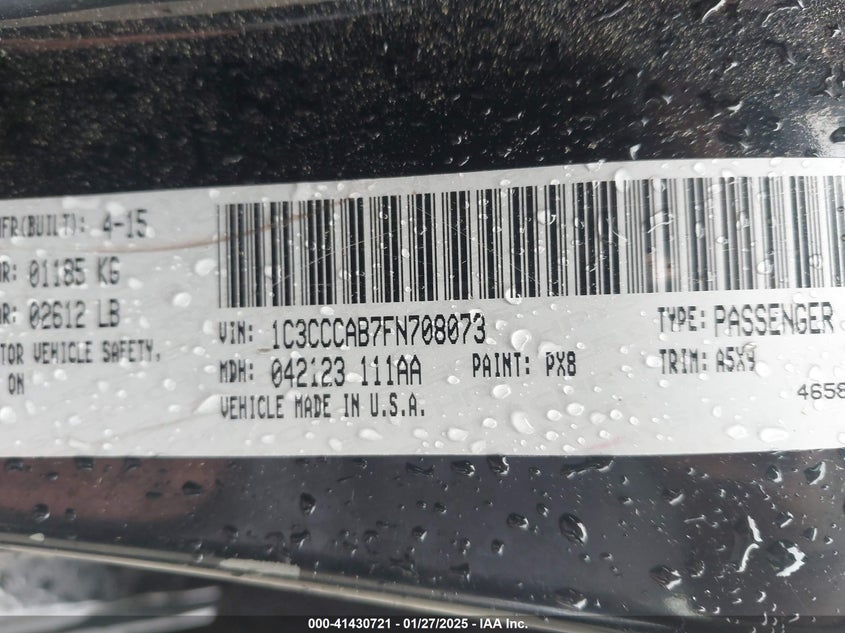 MFR(BUILT): 4-15
R: 01185 KG
R: 02612 LB
TOR VEHICLE SAFETY,
ON
VIN: 1C3CCCAB7FN708073
TYPE: PASSENGER
MDH: 042123 111AA
PAINT: PX8
TRIM: A5X9
VEHICLE MADE IN U.S.A.
4658
000-41430721 - 01/27/2025 - IAA Inc.